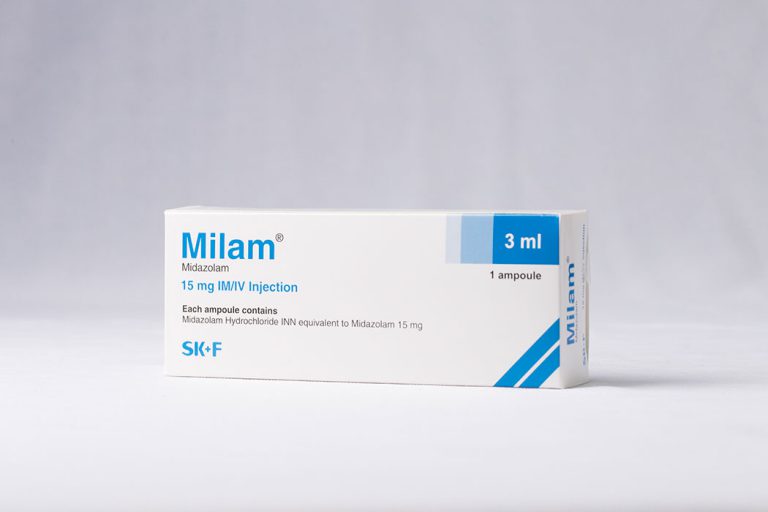 Milam®
Midazolam
15 mg IM/IV Injection
Each ampoule contains
Midazolam Hydrochloride INN equivalent to Midazolam 15 mg
SK+F
3 ml
1 ampoule
Milam®